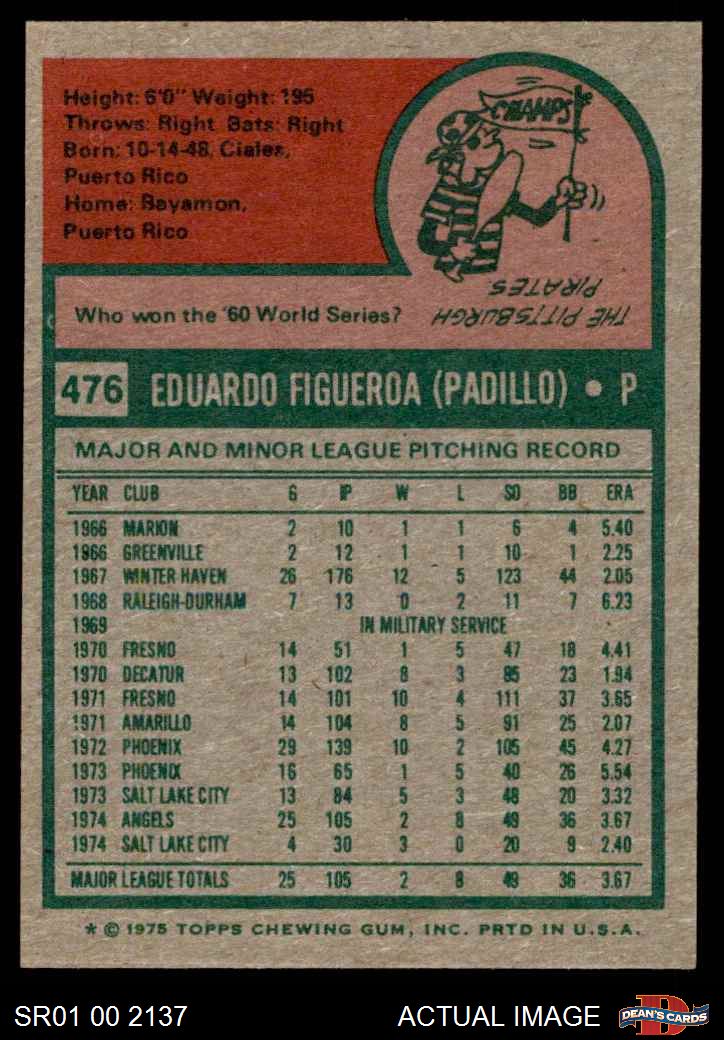 Height: 6'0" Weight: 195
Throws: Right Bats: Right
Born: 10-14-48, Ciales,
Puerto Rico
Home: Bayamon,
Puerto Rico
CHAMPS
Who won the '60 World Series?
THE PITTSBURGH
PIRATES
476 EDUARDO FIGUEROA (PADILLO) • P
MAJOR AND MINOR LEAGUE PITCHING RECORD
YEAR CLUB G IP W L SO BB ERA
1966 MARION 2 10 1 1 6 4 5.40
1966 GREENVILLE 2 12 1 1 10 1 2.25
1967 WINTER HAVEN 26 176 12 5 123 44 2.05
1968 RALEIGH-DURHAM 7 13 0 2 11 7 6.23
1969 IN MILITARY SERVICE
1970 FRESNO 14 51 1 5 47 18 4.41
1970 DECATUR 13 102 8 3 85 23 1.94
1971 FRESNO 14 101 10 4 111 37 3.65
1971 AMARILLO 14 104 8 5 91 25 2.07
1972 PHOENIX 29 139 10 2 105 45 4.27
1973 PHOENIX 16 65 1 5 40 26 5.54
1973 SALT LAKE CITY 13 84 5 3 48 20 3.32
1974 ANGELS 25 105 2 8 49 36 3.67
1974 SALT LAKE CITY 4 30 3 0 20 9 2.40
MAJOR LEAGUE TOTALS 25 105 2 8 49 36 3.67
* © 1975 TOPPS CHEWING GUM, INC. PRTD IN U.S.A.
SR01 00 2137 ACTUAL IMAGE DEAN'S CARDS